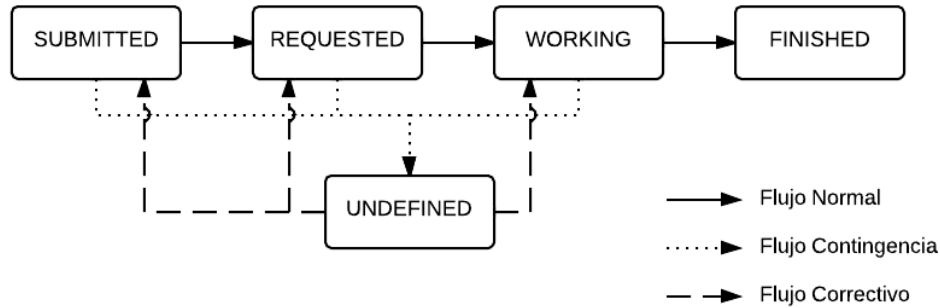 SUBMITTED
REQUESTED
WORKING
FINISHED
UNDEFINED
Flujo Normal
Flujo Contingencia
Flujo Correctivo